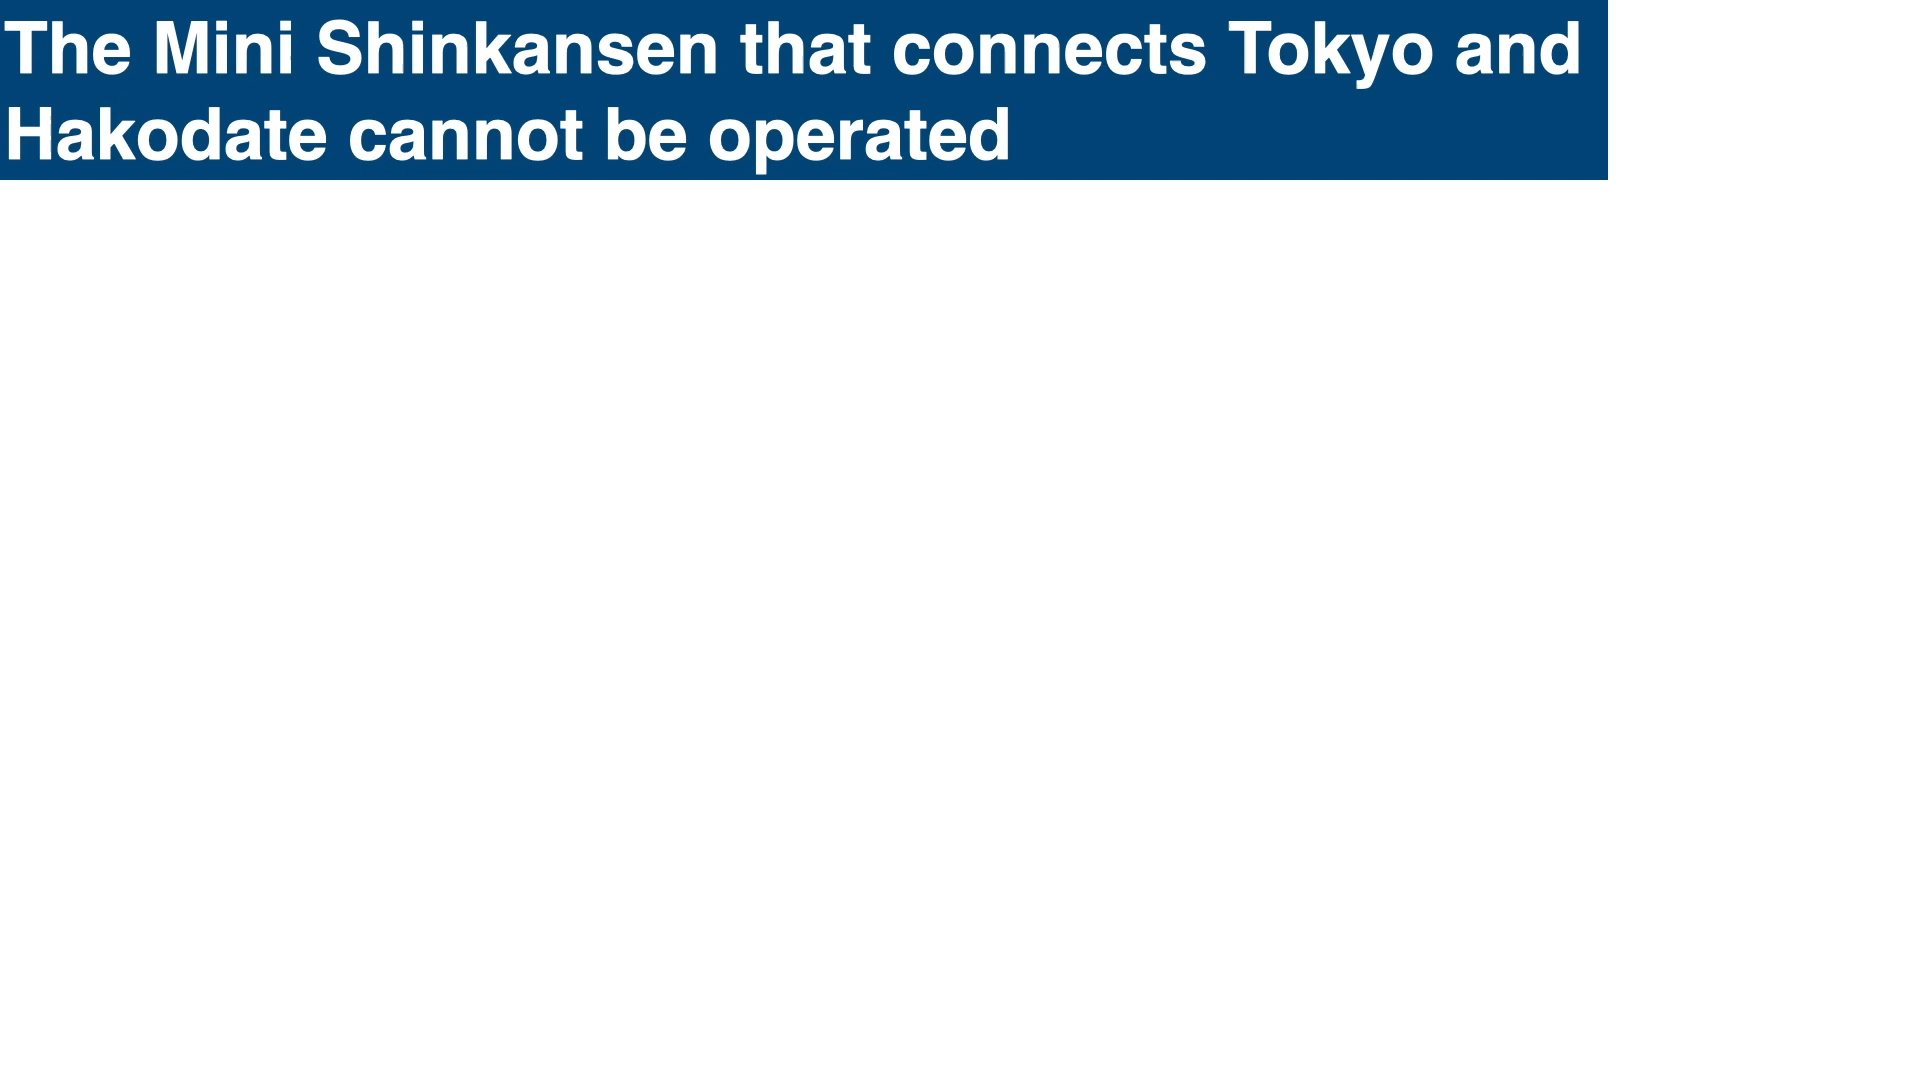 The Mini Shinkansen that connects Tokyo and
Hakodate cannot be operated